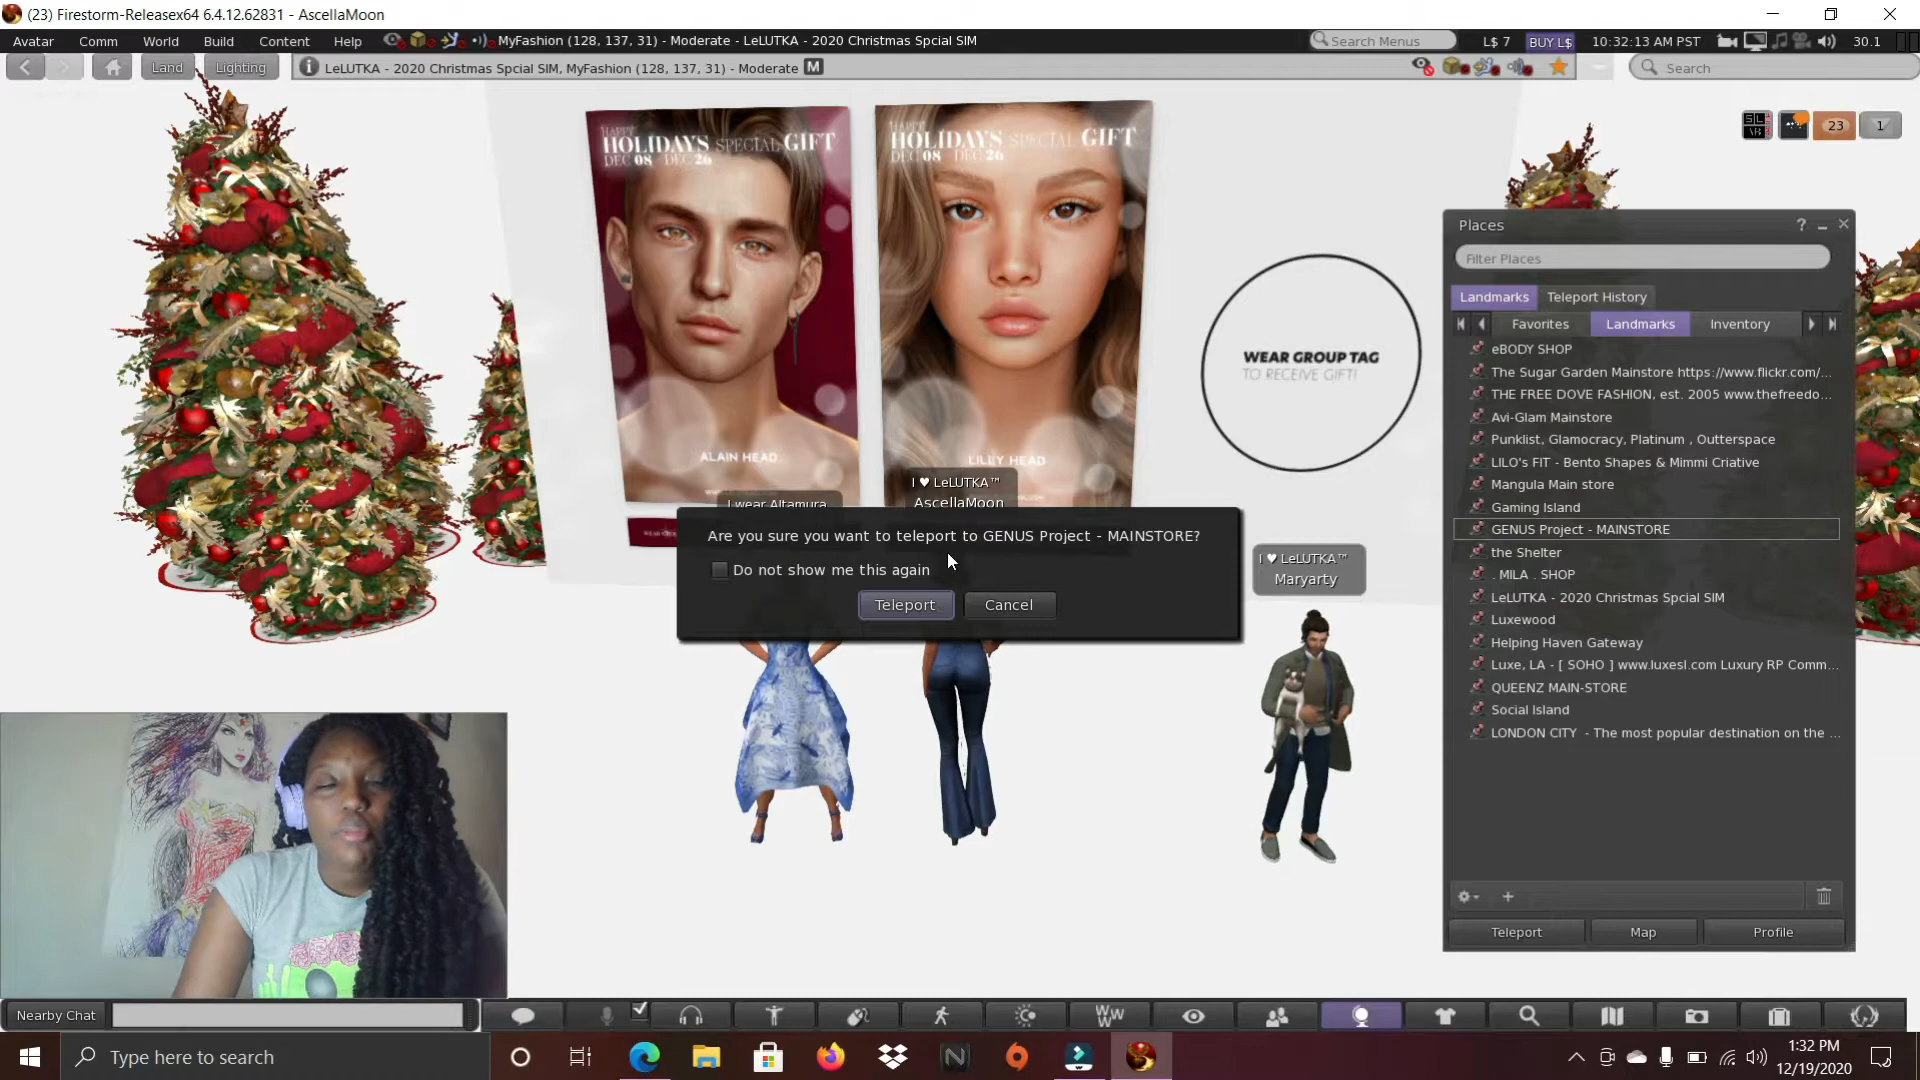 (23) Firestorm-Releasex64 6.4.12.62831 - AscellaMoon
Avatar Comm World Build Content Help MyFashion (128, 137, 31) - Moderate - LeLUTKA - 2020 Christmas Spcial SIM Search Menus L$ 7 BUY L$ 10:32:13 AM PST 30.1
Land Lighting LeLUTKA - 2020 Christmas Spcial SIM, MyFashion (128, 137, 31) - Moderate M Search
23 1
HAPPY
HOLIDAYS SPECIAL GIFT
DEC 08 DEC 26
ALAIN HEAD
HAPPY
HOLIDAYS SPECIAL GIFT
DEC 08 DEC 26
LILLY HEAD
WEAR GROUP TAG
TO RECEIVE GIFT!
I wear Altamura
I ♥ LeLUTKA™
AscellaMoon
I ♥ LeLUTKA™
Maryarty
Are you sure you want to teleport to GENUS Project - MAINSTORE?
Do not show me this again
Teleport Cancel
Places ?
Filter Places
Landmarks Teleport History
Favorites Landmarks Inventory
eBODY SHOP
The Sugar Garden Mainstore https://www.flickr.com/...
THE FREE DOVE FASHION, est. 2005 www.thefreedo...
Avi-Glam Mainstore
Punklist, Glamocracy, Platinum , Outterspace
LILO's FIT - Bento Shapes & Mimmi Criative
Mangula Main store
Gaming Island
GENUS Project - MAINSTORE
the Shelter
. MILA . SHOP
LeLUTKA - 2020 Christmas Spcial SIM
Luxewood
Helping Haven Gateway
Luxe, LA - [ SOHO ] www.luxesl.com Luxury RP Comm...
QUEENZ MAIN-STORE
Social Island
LONDON CITY - The most popular destination on the ...
Teleport Map Profile
Nearby Chat
WWW
Type here to search
1:32 PM
12/19/2020